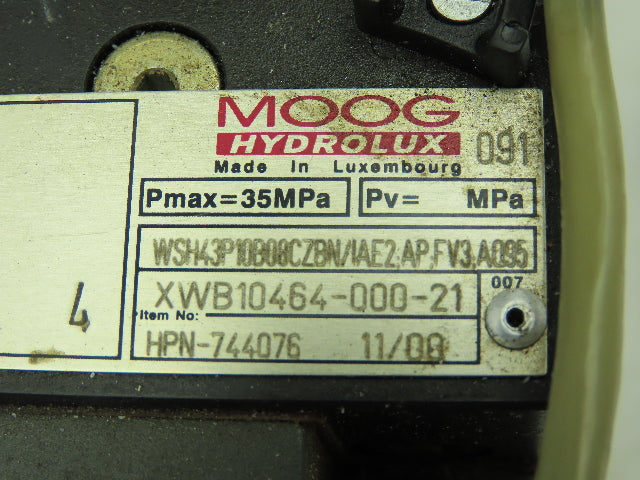 MOOG
HYDROLUX
091
Made in Luxembourg
Pmax=35MPa
Pv= MPa
WSH43P10B08CZBN/IAE2,AP,FV3,A095
XWB10464-000-21
007
4
Item No:
HPN-744076 11/00